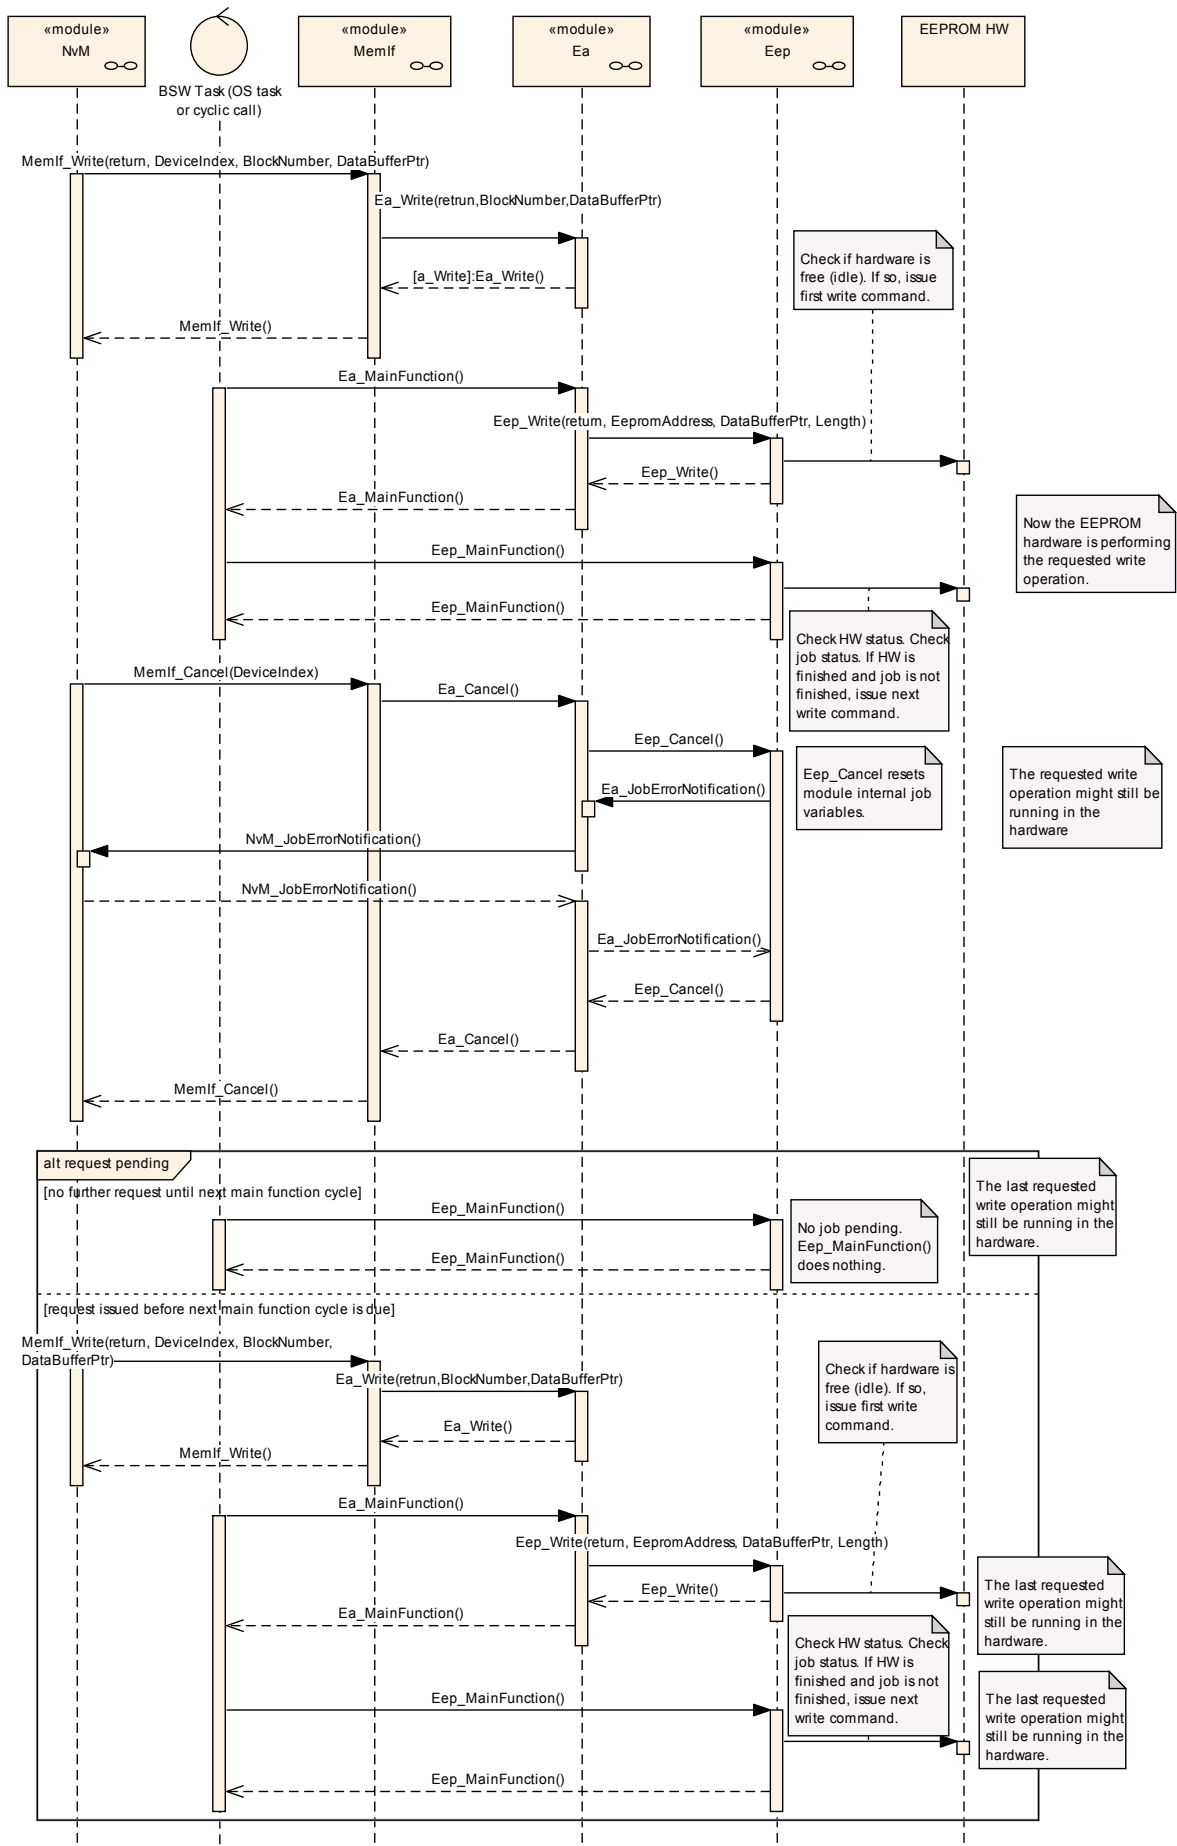 «module»
NvM
BSW Task (OS task
or cyclic call)
«module»
MemIf
«module»
Ea
«module»
Eep
EEPROM HW
MemIf_Write(return, DeviceIndex, BlockNumber, DataBufferPtr)
Ea_Write(retrun,BlockNumber,DataBufferPtr)
[a_Write]:Ea_Write()
MemIf_Write()
Check if hardware is
free (idle). If so, issue
first write command.
Ea_MainFunction()
Eep_Write(return, EepromAddress, DataBufferPtr, Length)
Eep_Write()
Ea_MainFunction()
Now the EEPROM
hardware is performing
the requested write
operation.
Eep_MainFunction()
Eep_MainFunction()
Check HW status. Check
job status. If HW is
finished and job is not
finished, issue next
write command.
MemIf_Cancel(DeviceIndex)
Ea_Cancel()
Eep_Cancel()
Eep_Cancel resets
module internal job
variables.
The requested write
operation might still be
running in the
hardware
Ea_JobErrorNotification()
NvM_JobErrorNotification()
NvM_JobErrorNotification()
Ea_JobErrorNotification()
Eep_Cancel()
Ea_Cancel()
MemIf_Cancel()
alt request pending
[no further request until next main function cycle]
The last requested
write operation might
still be running in the
hardware.
Eep_MainFunction()
No job pending.
Eep_MainFunction()
does nothing.
Eep_MainFunction()
[request issued before next main function cycle is due]
MemIf_Write(return, DeviceIndex, BlockNumber,
DataBufferPtr)
Ea_Write(retrun,BlockNumber,DataBufferPtr)
Check if hardware is
free (idle). If so,
issue first write
command.
Ea_Write()
MemIf_Write()
Ea_MainFunction()
Eep_Write(return, EepromAddress, DataBufferPtr, Length)
Eep_Write()
Ea_MainFunction()
The last requested
write operation might
still be running in the
hardware.
Check HW status. Check
job status. If HW is
finished and job is not
finished, issue next
write command.
Eep_MainFunction()
The last requested
write operation might
still be running in the
hardware.
Eep_MainFunction()